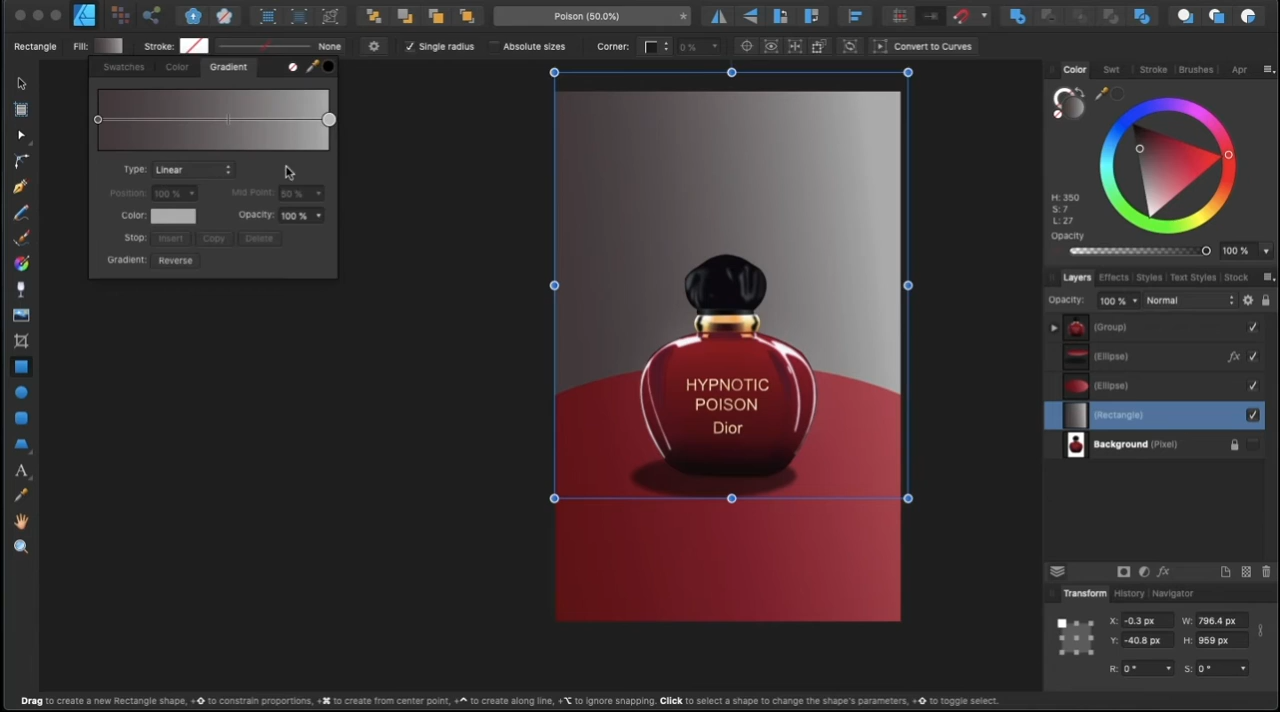 Poison (50.0%)
*
Rectangle
Fill:
Stroke:
None
Single radius
Absolute sizes
Corner:
0 %
Convert to Curves
Swatches
Color
Gradient
Type:
Linear
Position:
100 %
Mid Point:
50 %
Color:
Opacity:
100 %
Stop:
Insert
Copy
Delete
Gradient:
Reverse
A
HYPNOTIC
POISON
Dior
Color
Swt
Stroke
Brushes
Apr
H: 350
S: 7
L: 27
Opacity
100 %
Layers
Effects
Styles
Text Styles
Stock
Opacity:
100 %
Normal
(Group)
(Ellipse)
fx
(Ellipse)
(Rectangle)
Background (Pixel)
fx
Transform
History
Navigator
X: -0.3 px
W: 796.4 px
Y: -40.8 px
H: 959 px
R: 0 °
S: 0 °
Drag to create a new Rectangle shape, +⇧ to constrain proportions, +⌘ to create from center point, +^ to create along line, +⌥ to ignore snapping. Click to select a shape to change the shape's parameters, +⇧ to toggle select.